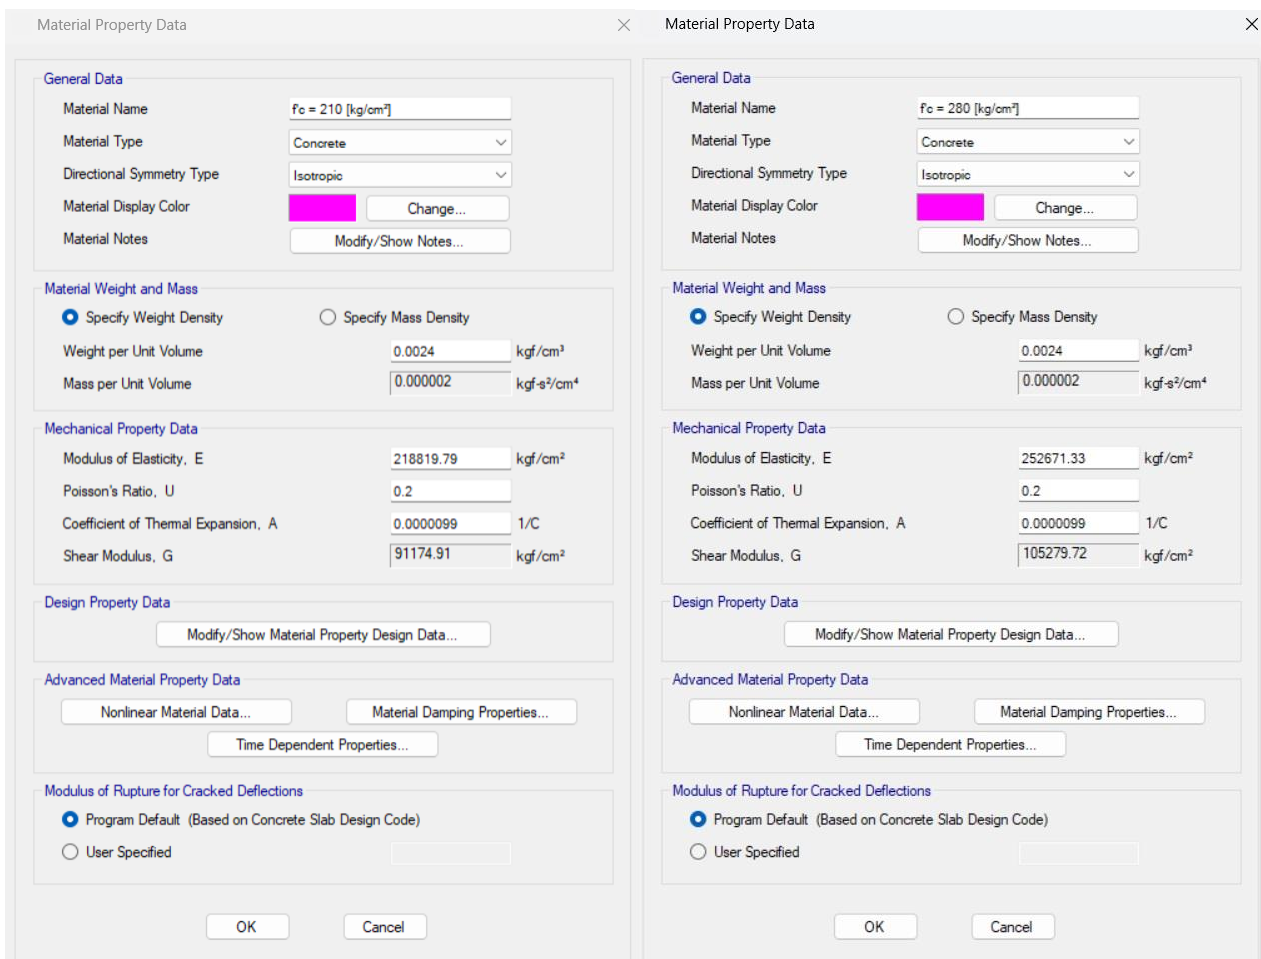 Material Property Data
General Data
Material Name f'c = 210 [kg/cm²]
Material Type Concrete
Directional Symmetry Type Isotropic
Material Display Color Change...
Material Notes Modify/Show Notes...
Material Weight and Mass
Specify Weight Density Specify Mass Density
Weight per Unit Volume 0.0024 kgf/cm³
Mass per Unit Volume 0.000002 kgf-s²/cm⁴
Mechanical Property Data
Modulus of Elasticity, E 218819.79 kgf/cm²
Poisson's Ratio, U 0.2
Coefficient of Thermal Expansion, A 0.0000099 1/C
Shear Modulus, G 91174.91 kgf/cm²
Design Property Data
Modify/Show Material Property Design Data...
Advanced Material Property Data
Nonlinear Material Data... Material Damping Properties...
Time Dependent Properties...
Modulus of Rupture for Cracked Deflections
Program Default (Based on Concrete Slab Design Code)
User Specified
OK Cancel
Material Property Data
General Data
Material Name f'c = 280 [kg/cm²]
Material Type Concrete
Directional Symmetry Type Isotropic
Material Display Color Change...
Material Notes Modify/Show Notes...
Material Weight and Mass
Specify Weight Density Specify Mass Density
Weight per Unit Volume 0.0024 kgf/cm³
Mass per Unit Volume 0.000002 kgf-s²/cm⁴
Mechanical Property Data
Modulus of Elasticity, E 252671.33 kgf/cm²
Poisson's Ratio, U 0.2
Coefficient of Thermal Expansion, A 0.0000099 1/C
Shear Modulus, G 105279.72 kgf/cm²
Design Property Data
Modify/Show Material Property Design Data...
Advanced Material Property Data
Nonlinear Material Data... Material Damping Properties...
Time Dependent Properties...
Modulus of Rupture for Cracked Deflections
Program Default (Based on Concrete Slab Design Code)
User Specified
OK Cancel